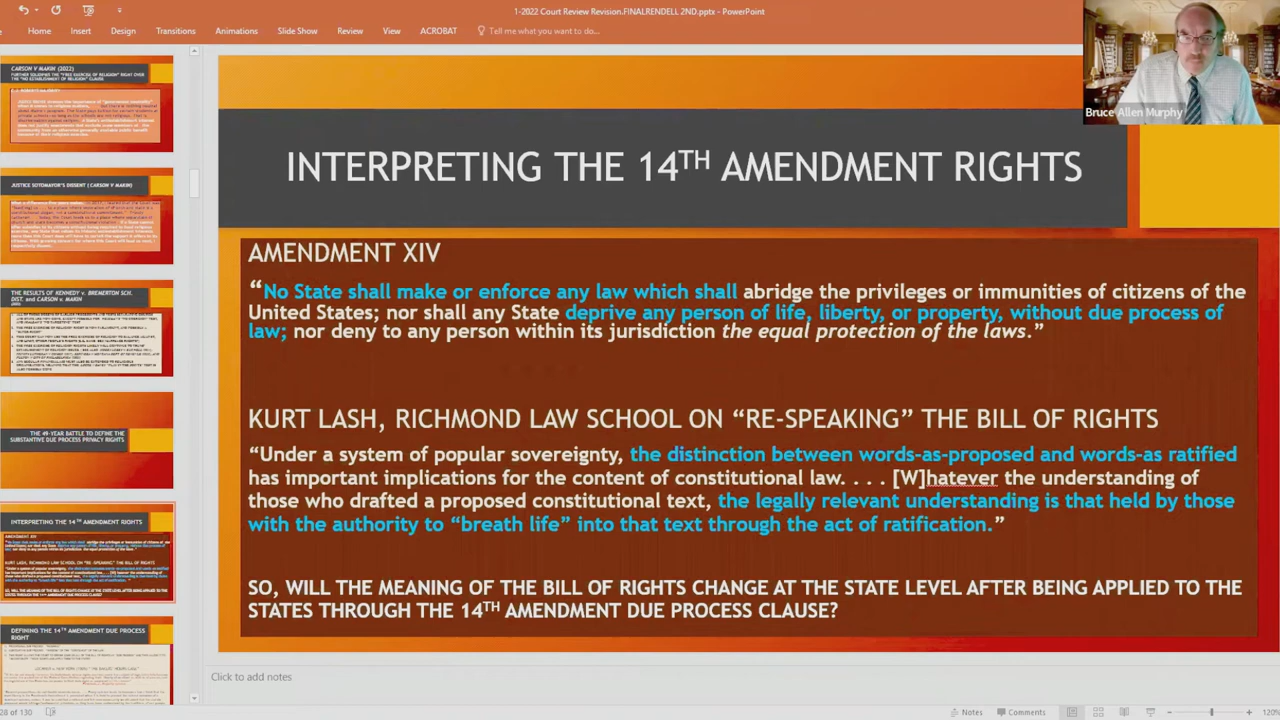 1-2022 Court Review Revision.FINALRENDELL 2ND.pptx - PowerPoint
Home Insert Design Transitions Animations Slide Show Review View ACROBAT Tell me what you want to do...
Bruce Allen Murphy
CARSON V MAKIN (2022)
FURTHER SOLIDIFIES THE "FREE EXERCISE OF RELIGION" RIGHT OVER
THE "NO ESTABLISHMENT OF RELIGION" CLAUSE
JUSTICE SOTOMAYOR'S DISSENT ( CARSON V MAKIN)
THE RESULTS OF KENNEDY v. BREMERTON SCH.
DIST. and CARSON v. MAKIN
THE 49-YEAR BATTLE TO DEFINE THE
SUBSTANTIVE DUE PROCESS PRIVACY RIGHTS
INTERPRETING THE 14TH AMENDMENT RIGHTS
DEFINING THE 14TH AMENDMENT DUE PROCESS
RIGHT
INTERPRETING THE 14TH AMENDMENT RIGHTS
AMENDMENT XIV
“No State shall make or enforce any law which shall abridge the privileges or immunities of citizens of the
United States; nor shall any State deprive any person of life, liberty, or property, without due process of
law; nor deny to any person within its jurisdiction the equal protection of the laws.”
KURT LASH, RICHMOND LAW SCHOOL ON “RE-SPEAKING” THE BILL OF RIGHTS
“Under a system of popular sovereignty, the distinction between words-as-proposed and words-as ratified
has important implications for the content of constitutional law. . . . [W]hatever the understanding of
those who drafted a proposed constitutional text, the legally relevant understanding is that held by those
with the authority to “breath life” into that text through the act of ratification.”
SO, WILL THE MEANING OF THE BILL OF RIGHTS CHANGE AT THE STATE LEVEL AFTER BEING APPLIED TO THE
STATES THROUGH THE 14TH AMENDMENT DUE PROCESS CLAUSE?
Click to add notes
28 of 130
Notes Comments 120%